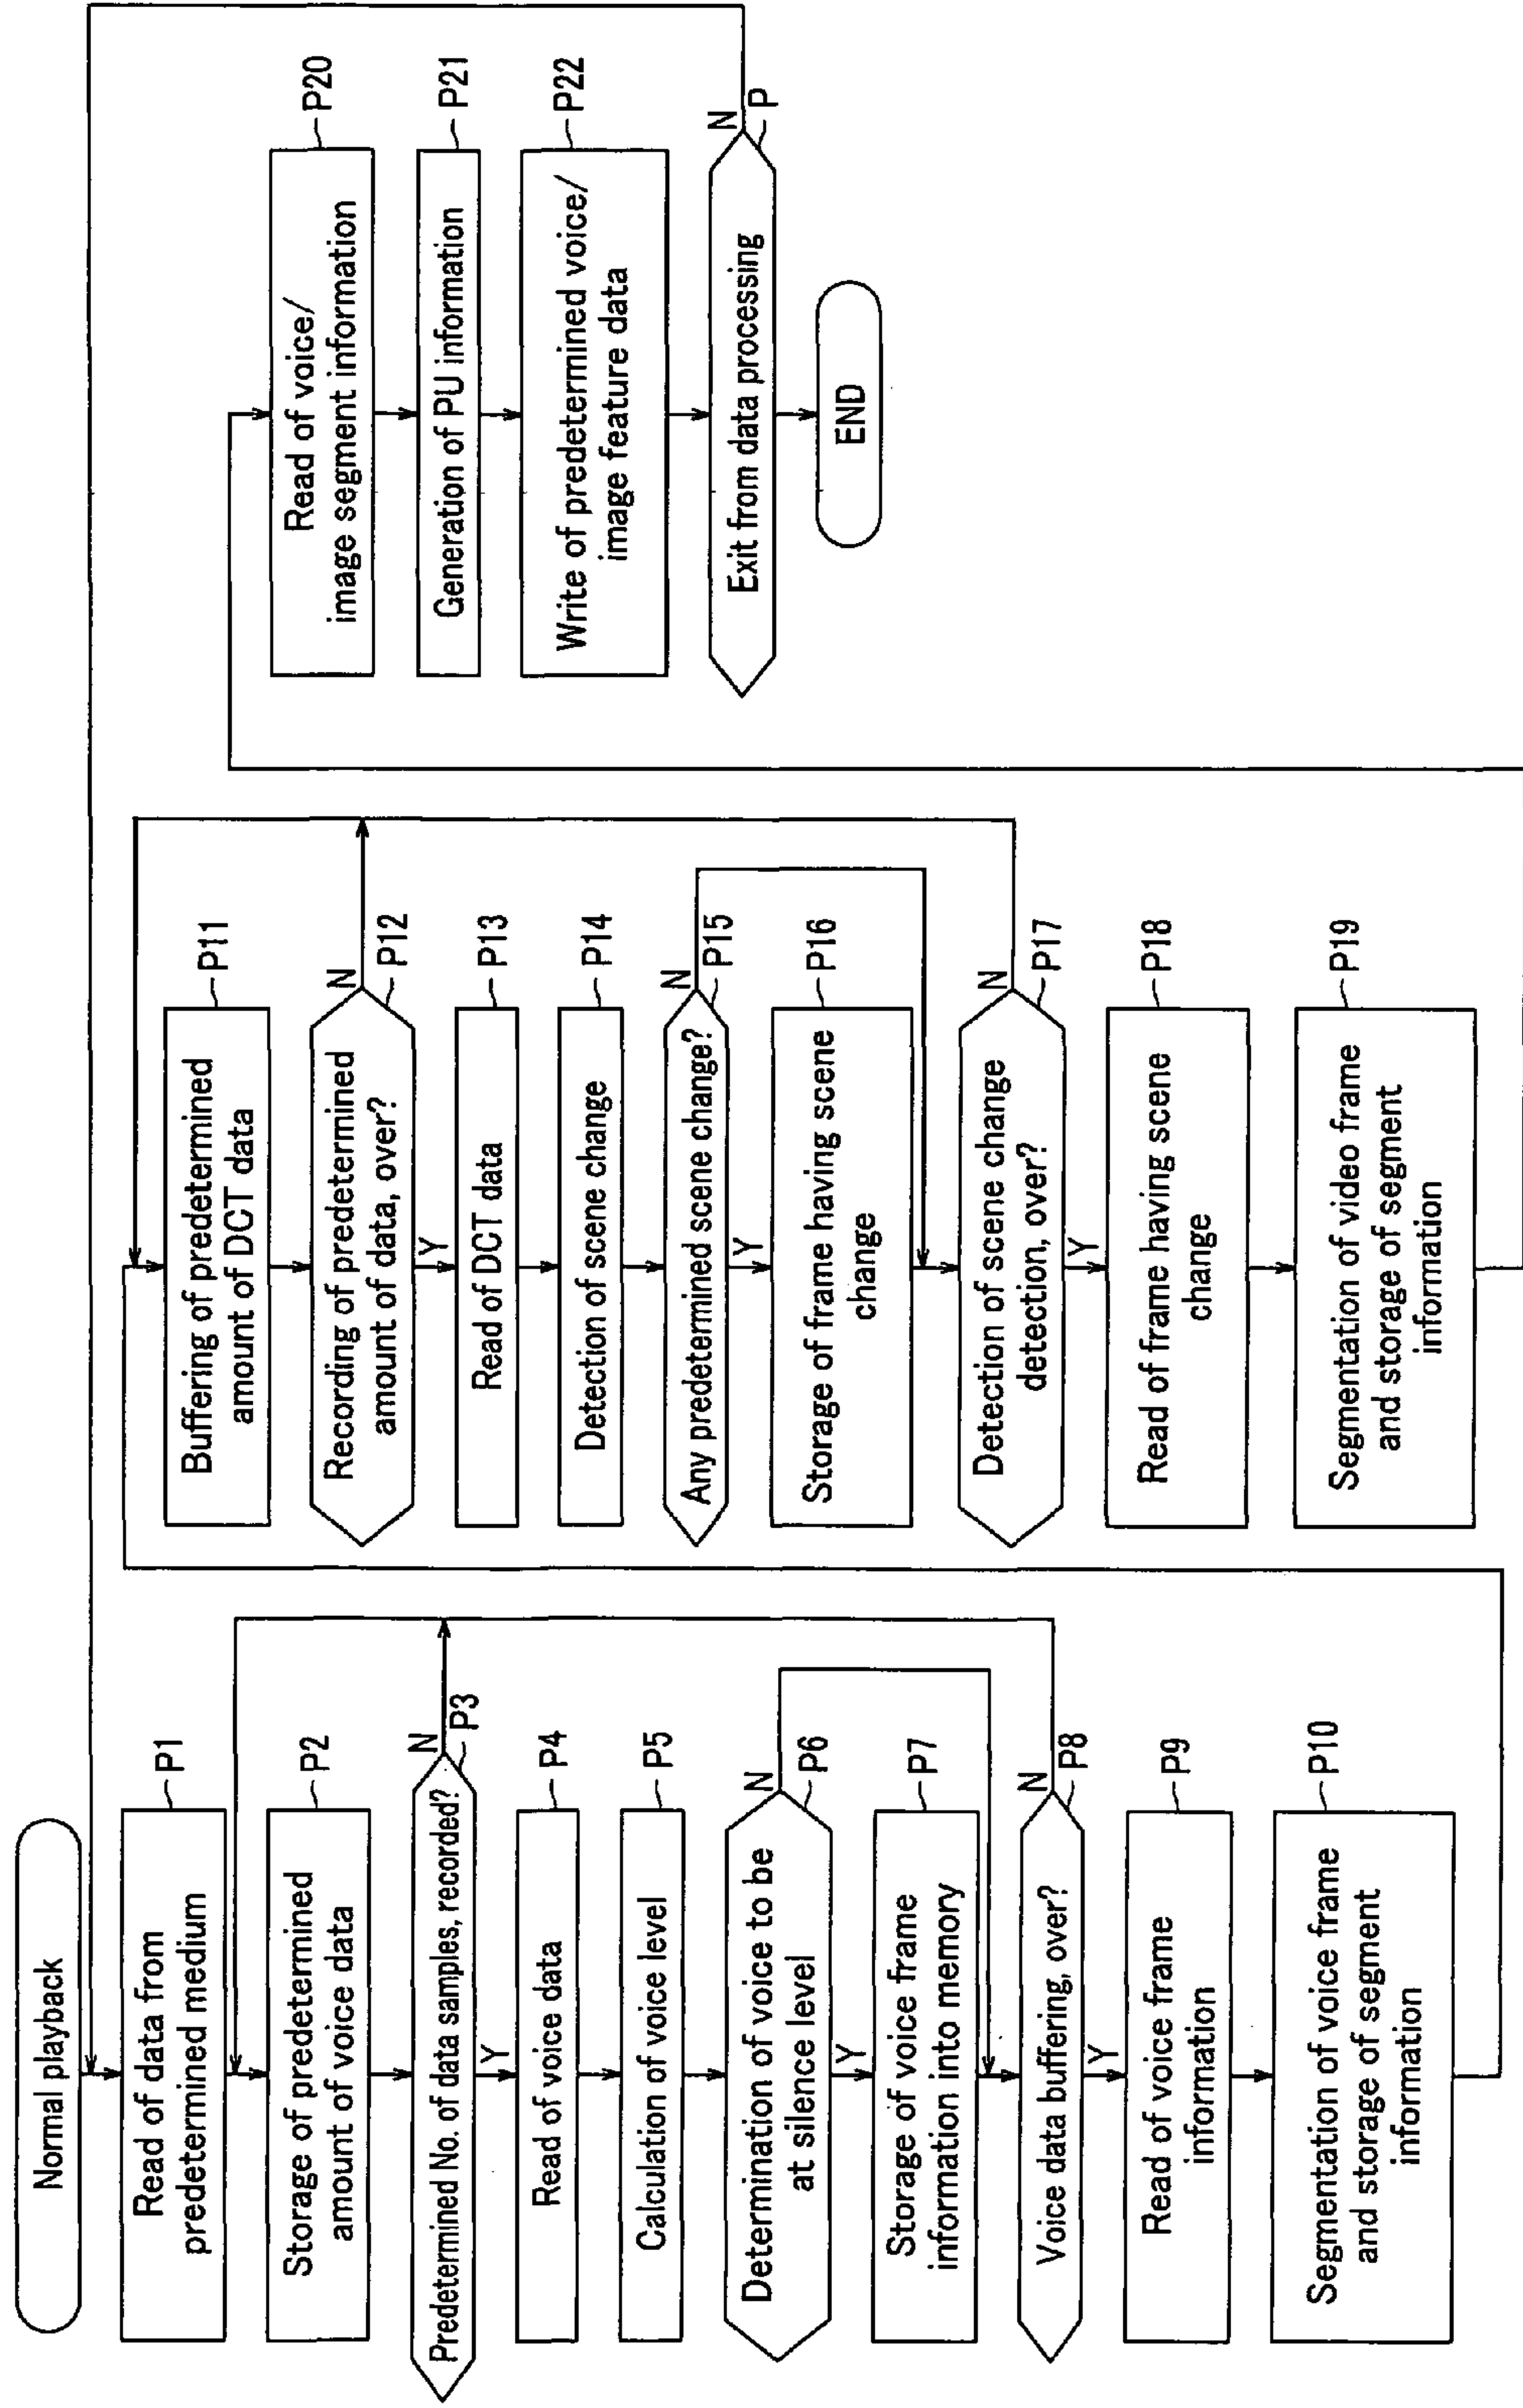 Normal playback
Read of data from
predetermined medium
P1
Storage of predetermined
amount of voice data
P2
Predetermined No. of data samples, recorded?
N
P3
Y
Read of voice data
P4
Calculation of voice level
P5
Determination of voice to be
at silence level
N
P6
Y
Storage of voice frame
information into memory
P7
Voice data buffering, over?
N
P8
Y
Read of voice frame
information
P9
Segmentation of voice frame
and storage of segment
information
P10
Buffering of predetermined
amount of DCT data
P11
Recording of predetermined
amount of data, over?
N
P12
Y
Read of DCT data
P13
Detection of scene change
P14
Any predetermined scene change?
N
P15
Y
Storage of frame having scene
change
P16
Detection of scene change
detection, over?
N
P17
Y
Read of frame having scene
change
P18
Segmentation of video frame
and storage of segment
information
P19
Read of voice/
image segment information
P20
Generation of PU information
P21
Write of predetermined voice/
image feature data
P22
Exit from data processing
N
P
END